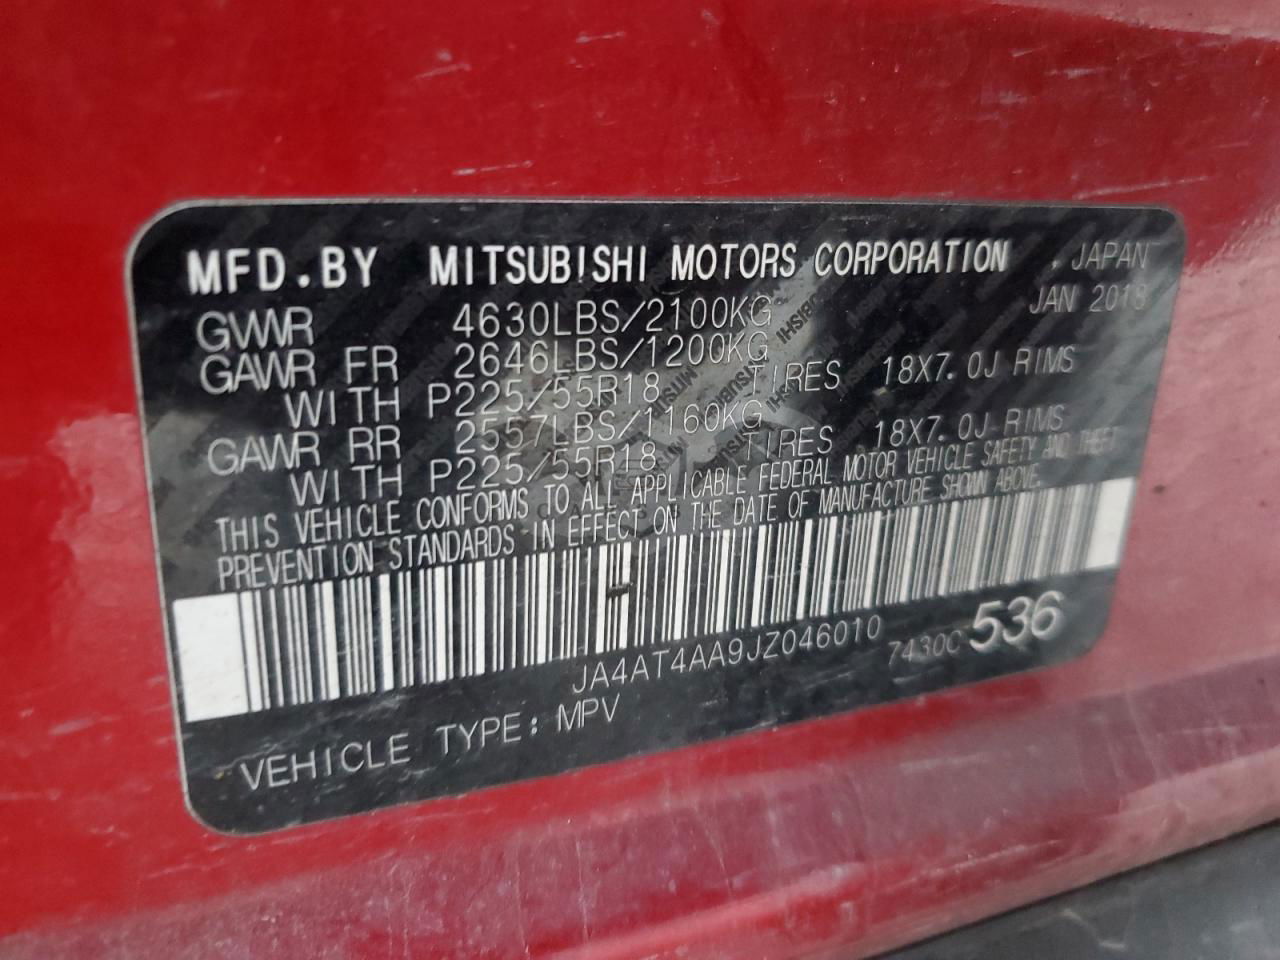 MFD.BY MITSUBISHI MOTORS CORPORATION , JAPAN
JAN 2018
GVWR 4630LBS/2100KG
GAWR FR 2646LBS/1200KG
WITH P225/55R18 TIRES 18X7.0J RIMS
GAWR RR 2557LBS/1160KG
WITH P225/55R18 TIRES 18X7.0J RIMS
THIS VEHICLE CONFORMS TO ALL APPLICABLE FEDERAL MOTOR VEHICLE SAFETY AND THEFT
PREVENTION STANDARDS IN EFFECT ON THE DATE OF MANUFACTURE SHOWN ABOVE.
JA4AT4AA9JZ046010
7430C536
VEHICLE TYPE: MPV